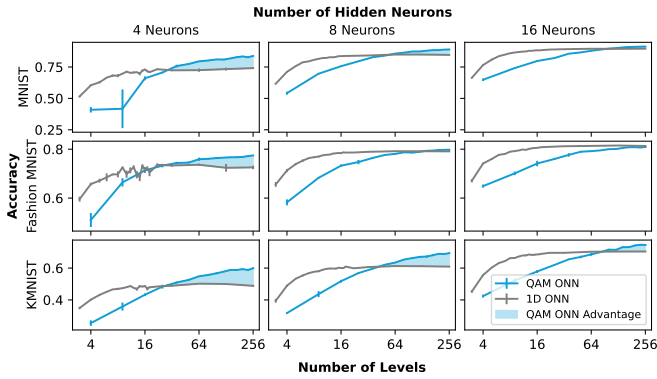 Number of Hidden Neurons
4 Neurons 8 Neurons 16 Neurons
Accuracy
MNIST
0.75
0.50
0.25
Fashion MNIST
0.8
0.6
KMNIST
0.6
0.4
QAM ONN
1D ONN
QAM ONN Advantage
4 16 64 256 4 16 64 256 4 16 64 256
Number of Levels